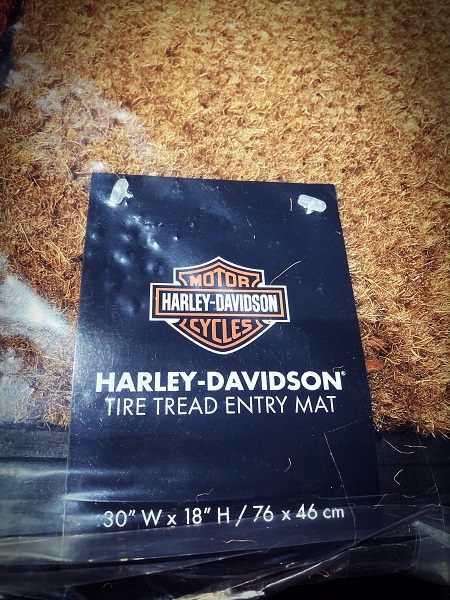 MOTOR
HARLEY-DAVIDSON
CYCLES
HARLEY-DAVIDSON®
TIRE TREAD ENTRY MAT
30" W x 18" H / 76 x 46 cm